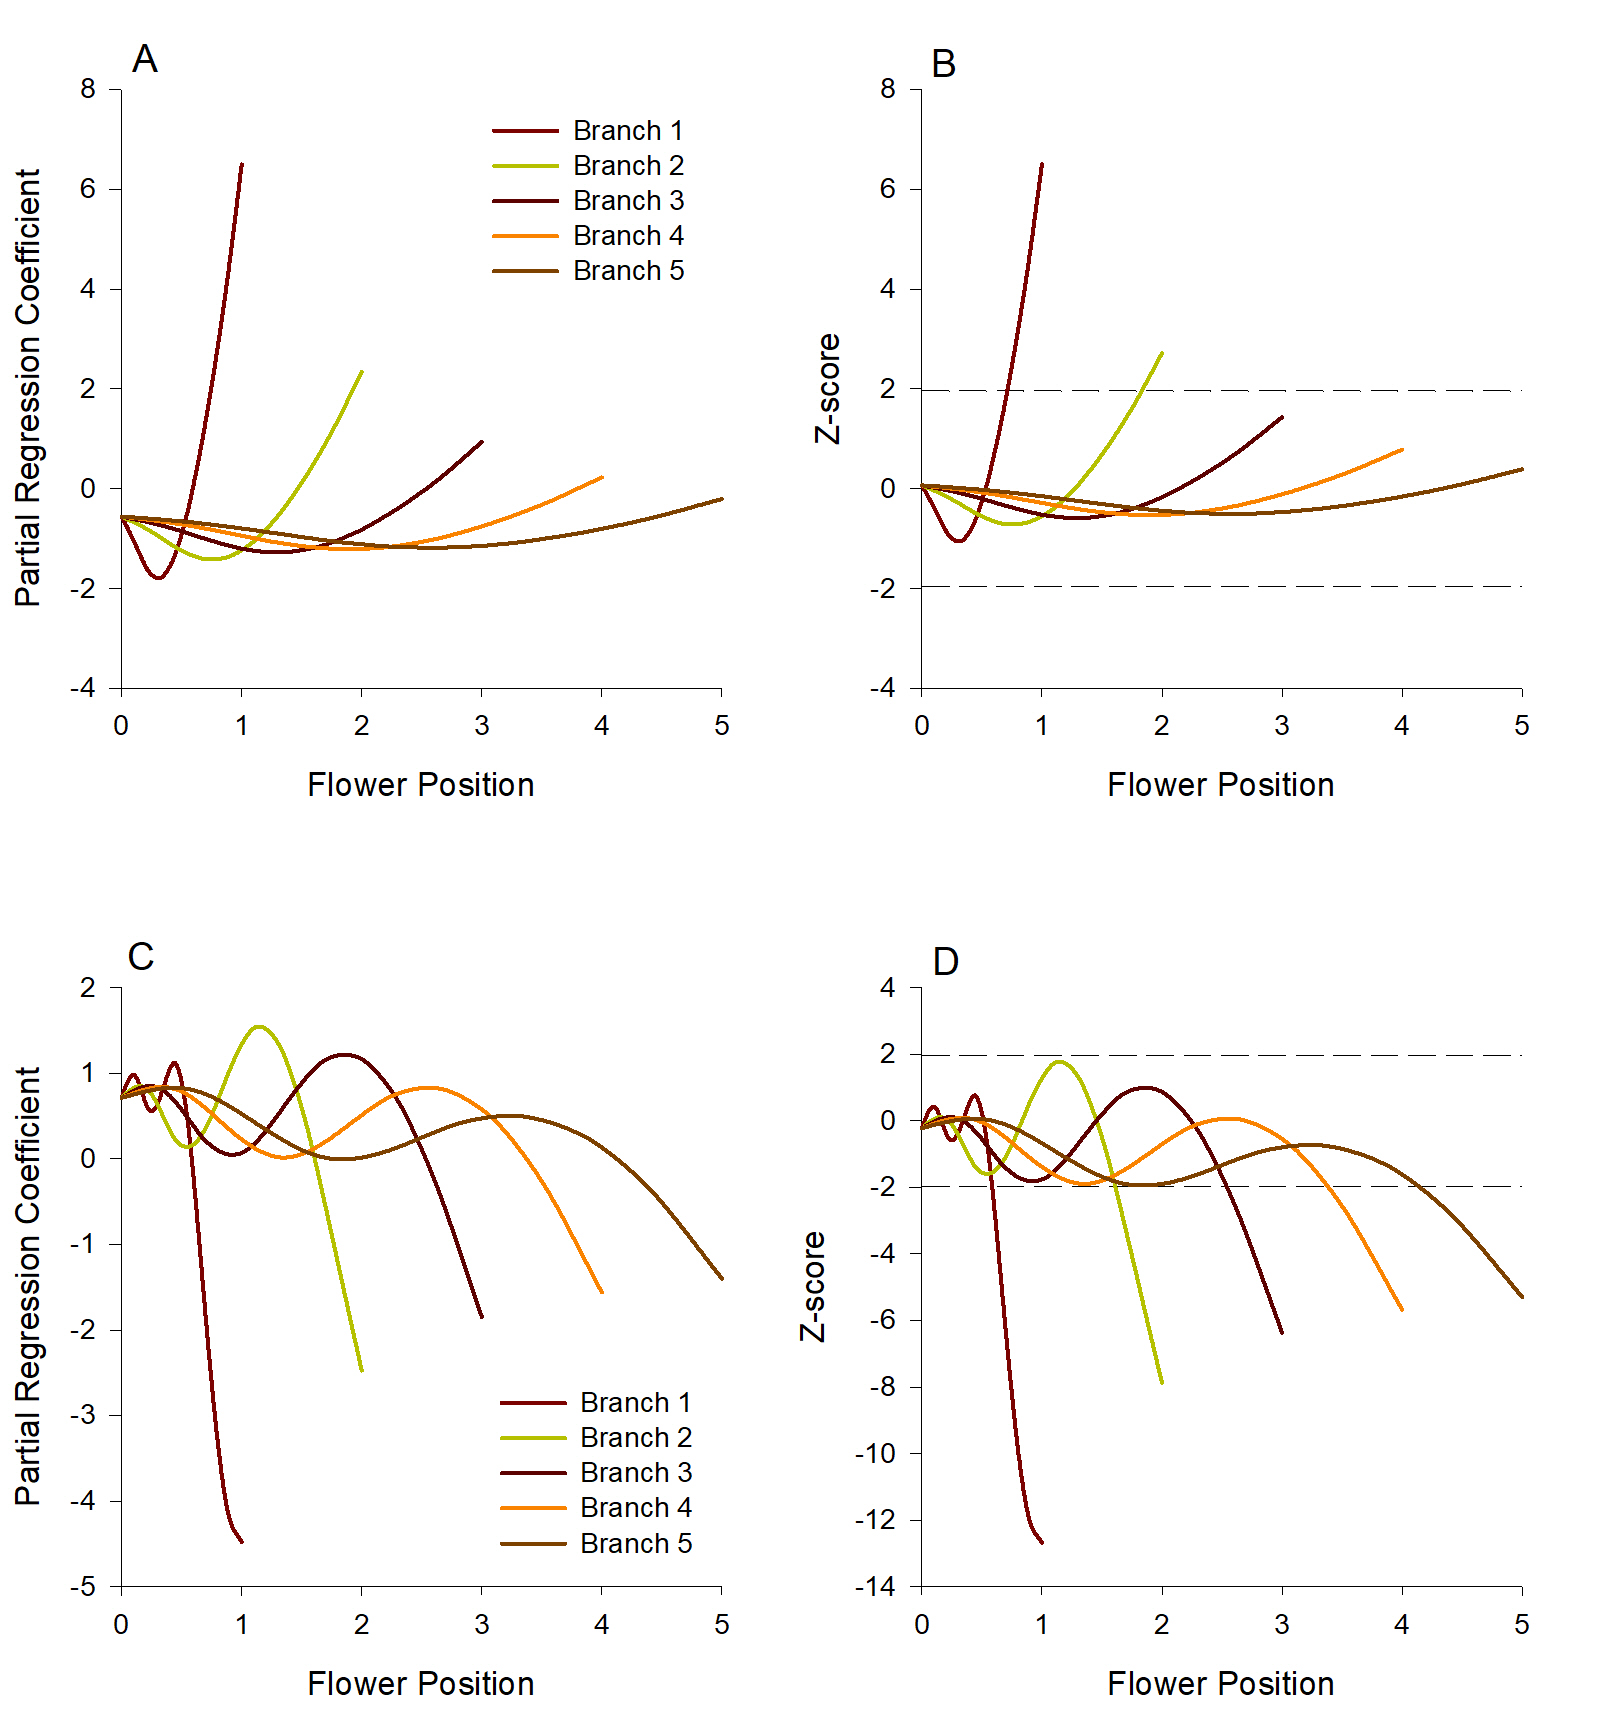 A
8
6
4
2
0
-2
-4
0 1 2 3 4 5
Partial Regression Coefficient
Flower Position
Branch 1
Branch 2
Branch 3
Branch 4
Branch 5
B
8
6
4
2
0
-2
-4
0 1 2 3 4 5
Z-score
Flower Position
C
2
1
0
-1
-2
-3
-4
-5
0 1 2 3 4 5
Partial Regression Coefficient
Flower Position
Branch 1
Branch 2
Branch 3
Branch 4
Branch 5
D
4
2
0
-2
-4
-6
-8
-10
-12
-14
0 1 2 3 4 5
Z-score
Flower Position